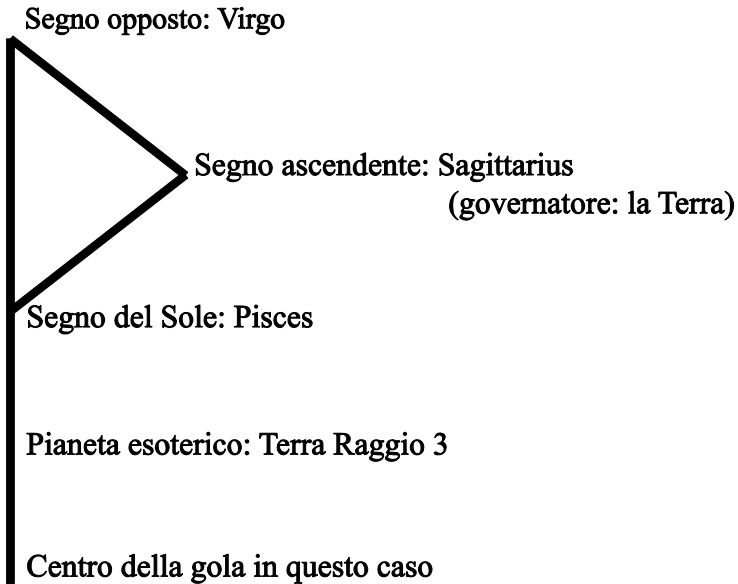 Segno opposto: Virgo
Segno ascendente: Sagittarius
(governatore: la Terra)
Segno del Sole: Pisces
Pianeta esoterico: Terra Raggio 3
Centro della gola in questo caso